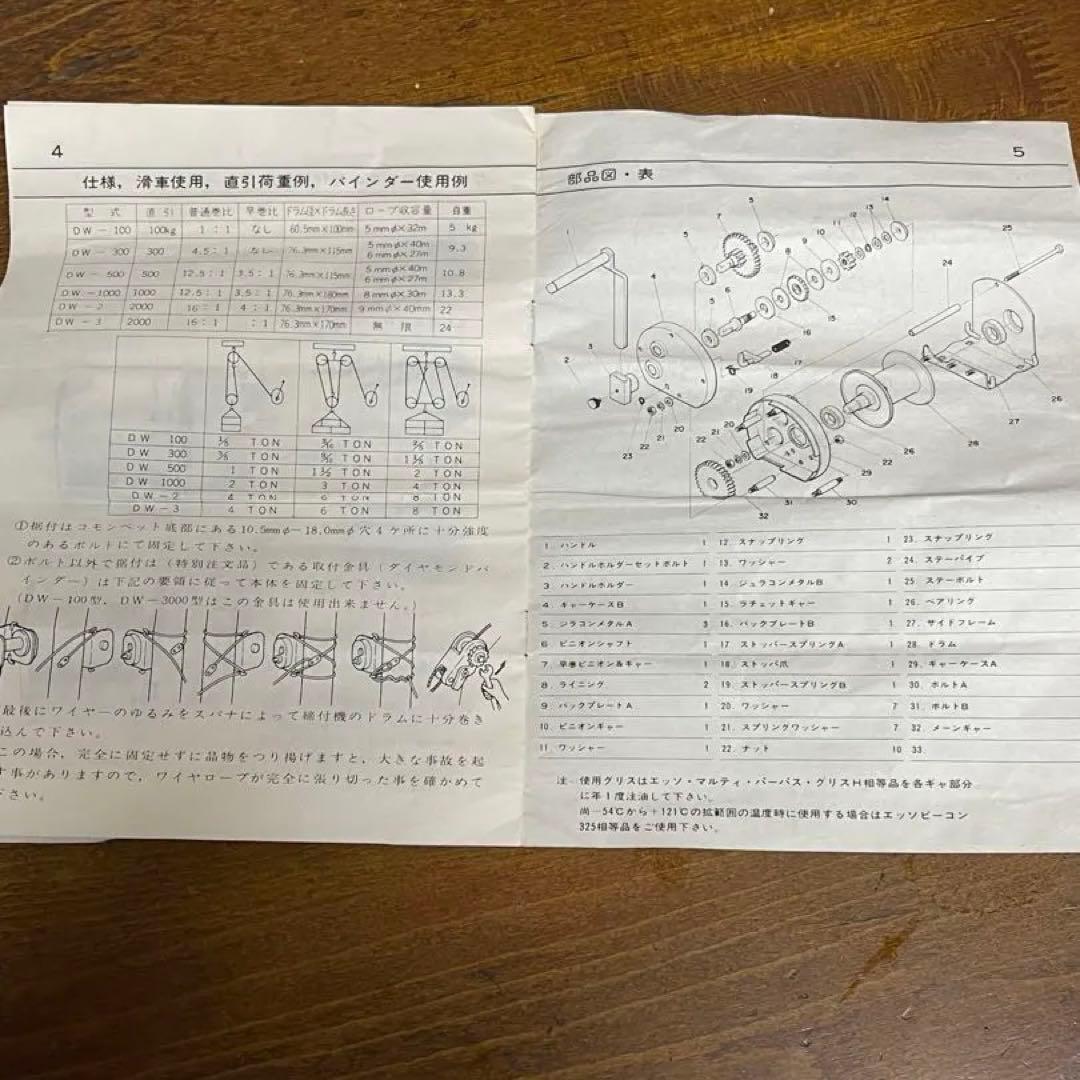 4
仕様，滑車使用，直引荷重例，バインダー使用例
型式 直引 普通巻比 早巻比 ドラム径×ドラム長さ ロープ収容量 自重
DW－100 100kg 1：1 なし 60.5mm×100mm 5mmφ×32m 5 kg
DW－300 300 4.5：1 なし 76.3mm×115mm 5mmφ×40m 6mmφ×27m 9.3
DW－500 500 12.5：1 3.5：1 76.3mm×115mm 5mmφ×40m 6mmφ×27m 10.8
DW－1000 1000 12.5：1 3.5：1 76.3mm×180mm 8mmφ×30m 13.3
DW－2 2000 16：1 4：1 76.3mm×170mm 9mmφ×40mm 22
DW－3 2000 16：1 ：1 76.3mm×170mm 無限 24
DW 100 TON TON TON
DW 300 TON TON TON
DW 500 1 TON TON 2 TON
DW 1000 2 TON 3 TON 4 TON
DW－2 4 TON 6 TON 8 TON
DW－3 4 TON 6 TON 8 TON
①据付はコモンベット底部にある10.5mmφ－18.0mmφ穴4ケ所に十分強度
のあるボルトにて固定して下さい。
②ボルト以外で据付は（特別注文品）である取付金具（ダイヤモンドバ
インダー）は下記の要領に従って本体を固定して下さい。
（DW－100型，DW－3000型はこの金具は使用出来ません。）
最後にワイヤーのゆるみをスパナによって締付機のドラムに十分巻き
込んで下さい。
この場合，完全に固定せずに品物をつり揚げますと，大きな事故を起
す事がありますので，ワイヤロープが完全に張り切った事を確かめて
下さい。
5
部品図・表
1．ハンドル 1 12．スナップリング 1 23．スナップリング
2．ハンドルホルダーセットボルト 1 13．ワッシャー 2 24．ステーパイプ
3．ハンドルホルダー 1 14．ジュラコンメタルB 1 25．ステーボルト
4．キャーケースB 1 15．ラチェットギャー 1 26．ベアリング
5．ジラコンメタルA 3 16．バックプレートB 1 27．サイドフレーム
6．ピニオンシャフト 1 17．ストッパースプリングA 1 28．ドラム
7．早巻ピニオン&キャー 1 18．ストッパ爪 1 29．ギャーケースA
8．ライニング 2 19．ストッパースプリングB 1 30．ボルトA
9．バックプレートA 1 20．ワッシャー 7 31．ボルトB
10．ピニオンギャー 1 21．スプリングワッシャー 7 32．メーンギャー
11．ワッシャー 1 22．ナット 10 33．
注．使用グリスはエッソ・マルティ・パーパス・グリスH相等品を各ギャ部分
に年1度注油して下さい。
尚－54℃から＋121℃の拡範囲の温度時に使用する場合はエッソビーコン
325相等品をご使用下さい。